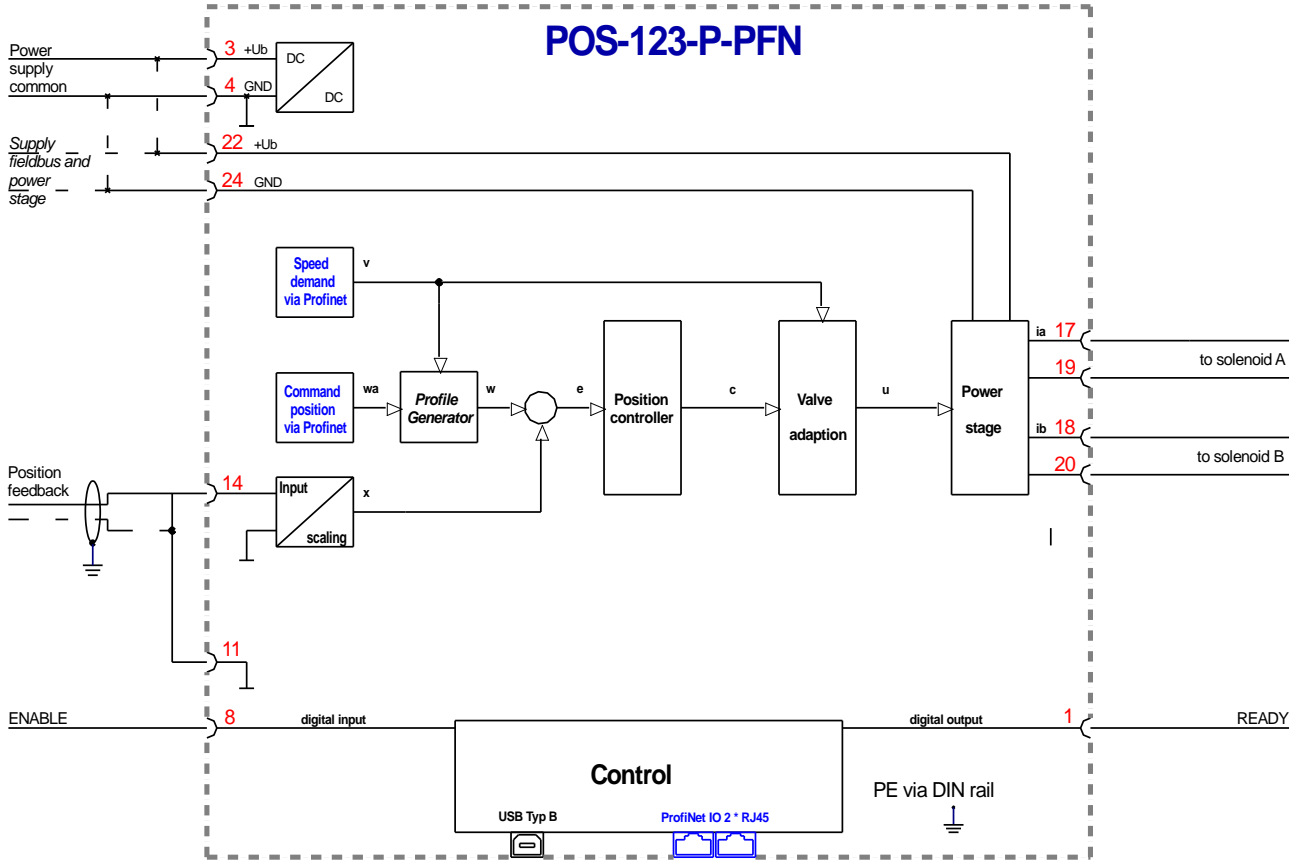 POS-123-P-PFN
Power
supply
common
3 +Ub
4 GND
DC
DC
Supply
fieldbus and
power
stage
22 +Ub
24 GND
Speed
demand
via Profinet
v
Command
position
via Profinet
wa
Profile
Generator
w
e
Position
controller
c
Valve
adaption
u
Power
stage
ia 17
19
to solenoid A
ib 18
20
to solenoid B
Position
feedback
14
Input
scaling
x
11
ENABLE
8
digital input
Control
digital output
1
READY
USB Typ B
ProfiNet IO 2 * RJ45
PE via DIN rail